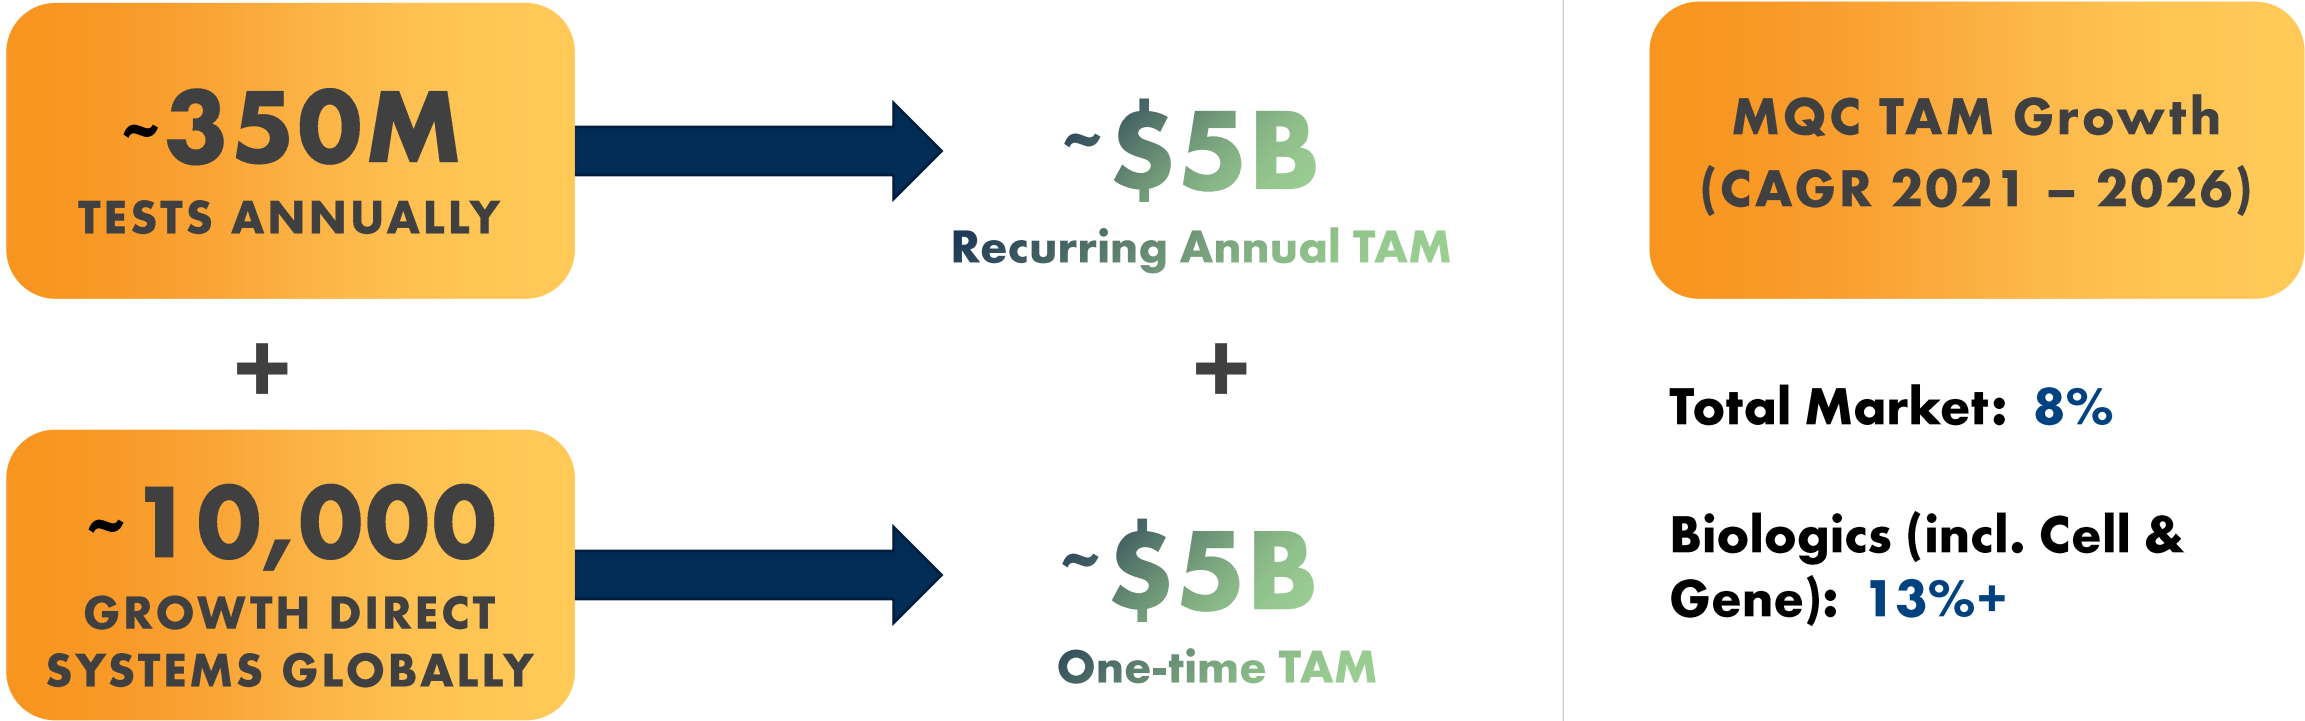 ~350M
TESTS ANNUALLY
~$5B
Recurring Annual TAM
+
+
~10,000
GROWTH DIRECT
SYSTEMS GLOBALLY
~$5B
One-time TAM
MQC TAM Growth
(CAGR 2021 – 2026)
Total Market: 8%
Biologics (incl. Cell &
Gene): 13%+